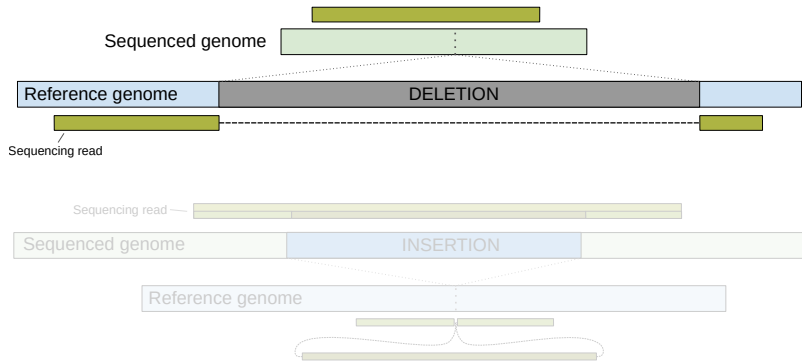 Sequenced genome
Reference genome DELETION
Sequencing read
Sequencing read
Sequenced genome INSERTION
Reference genome